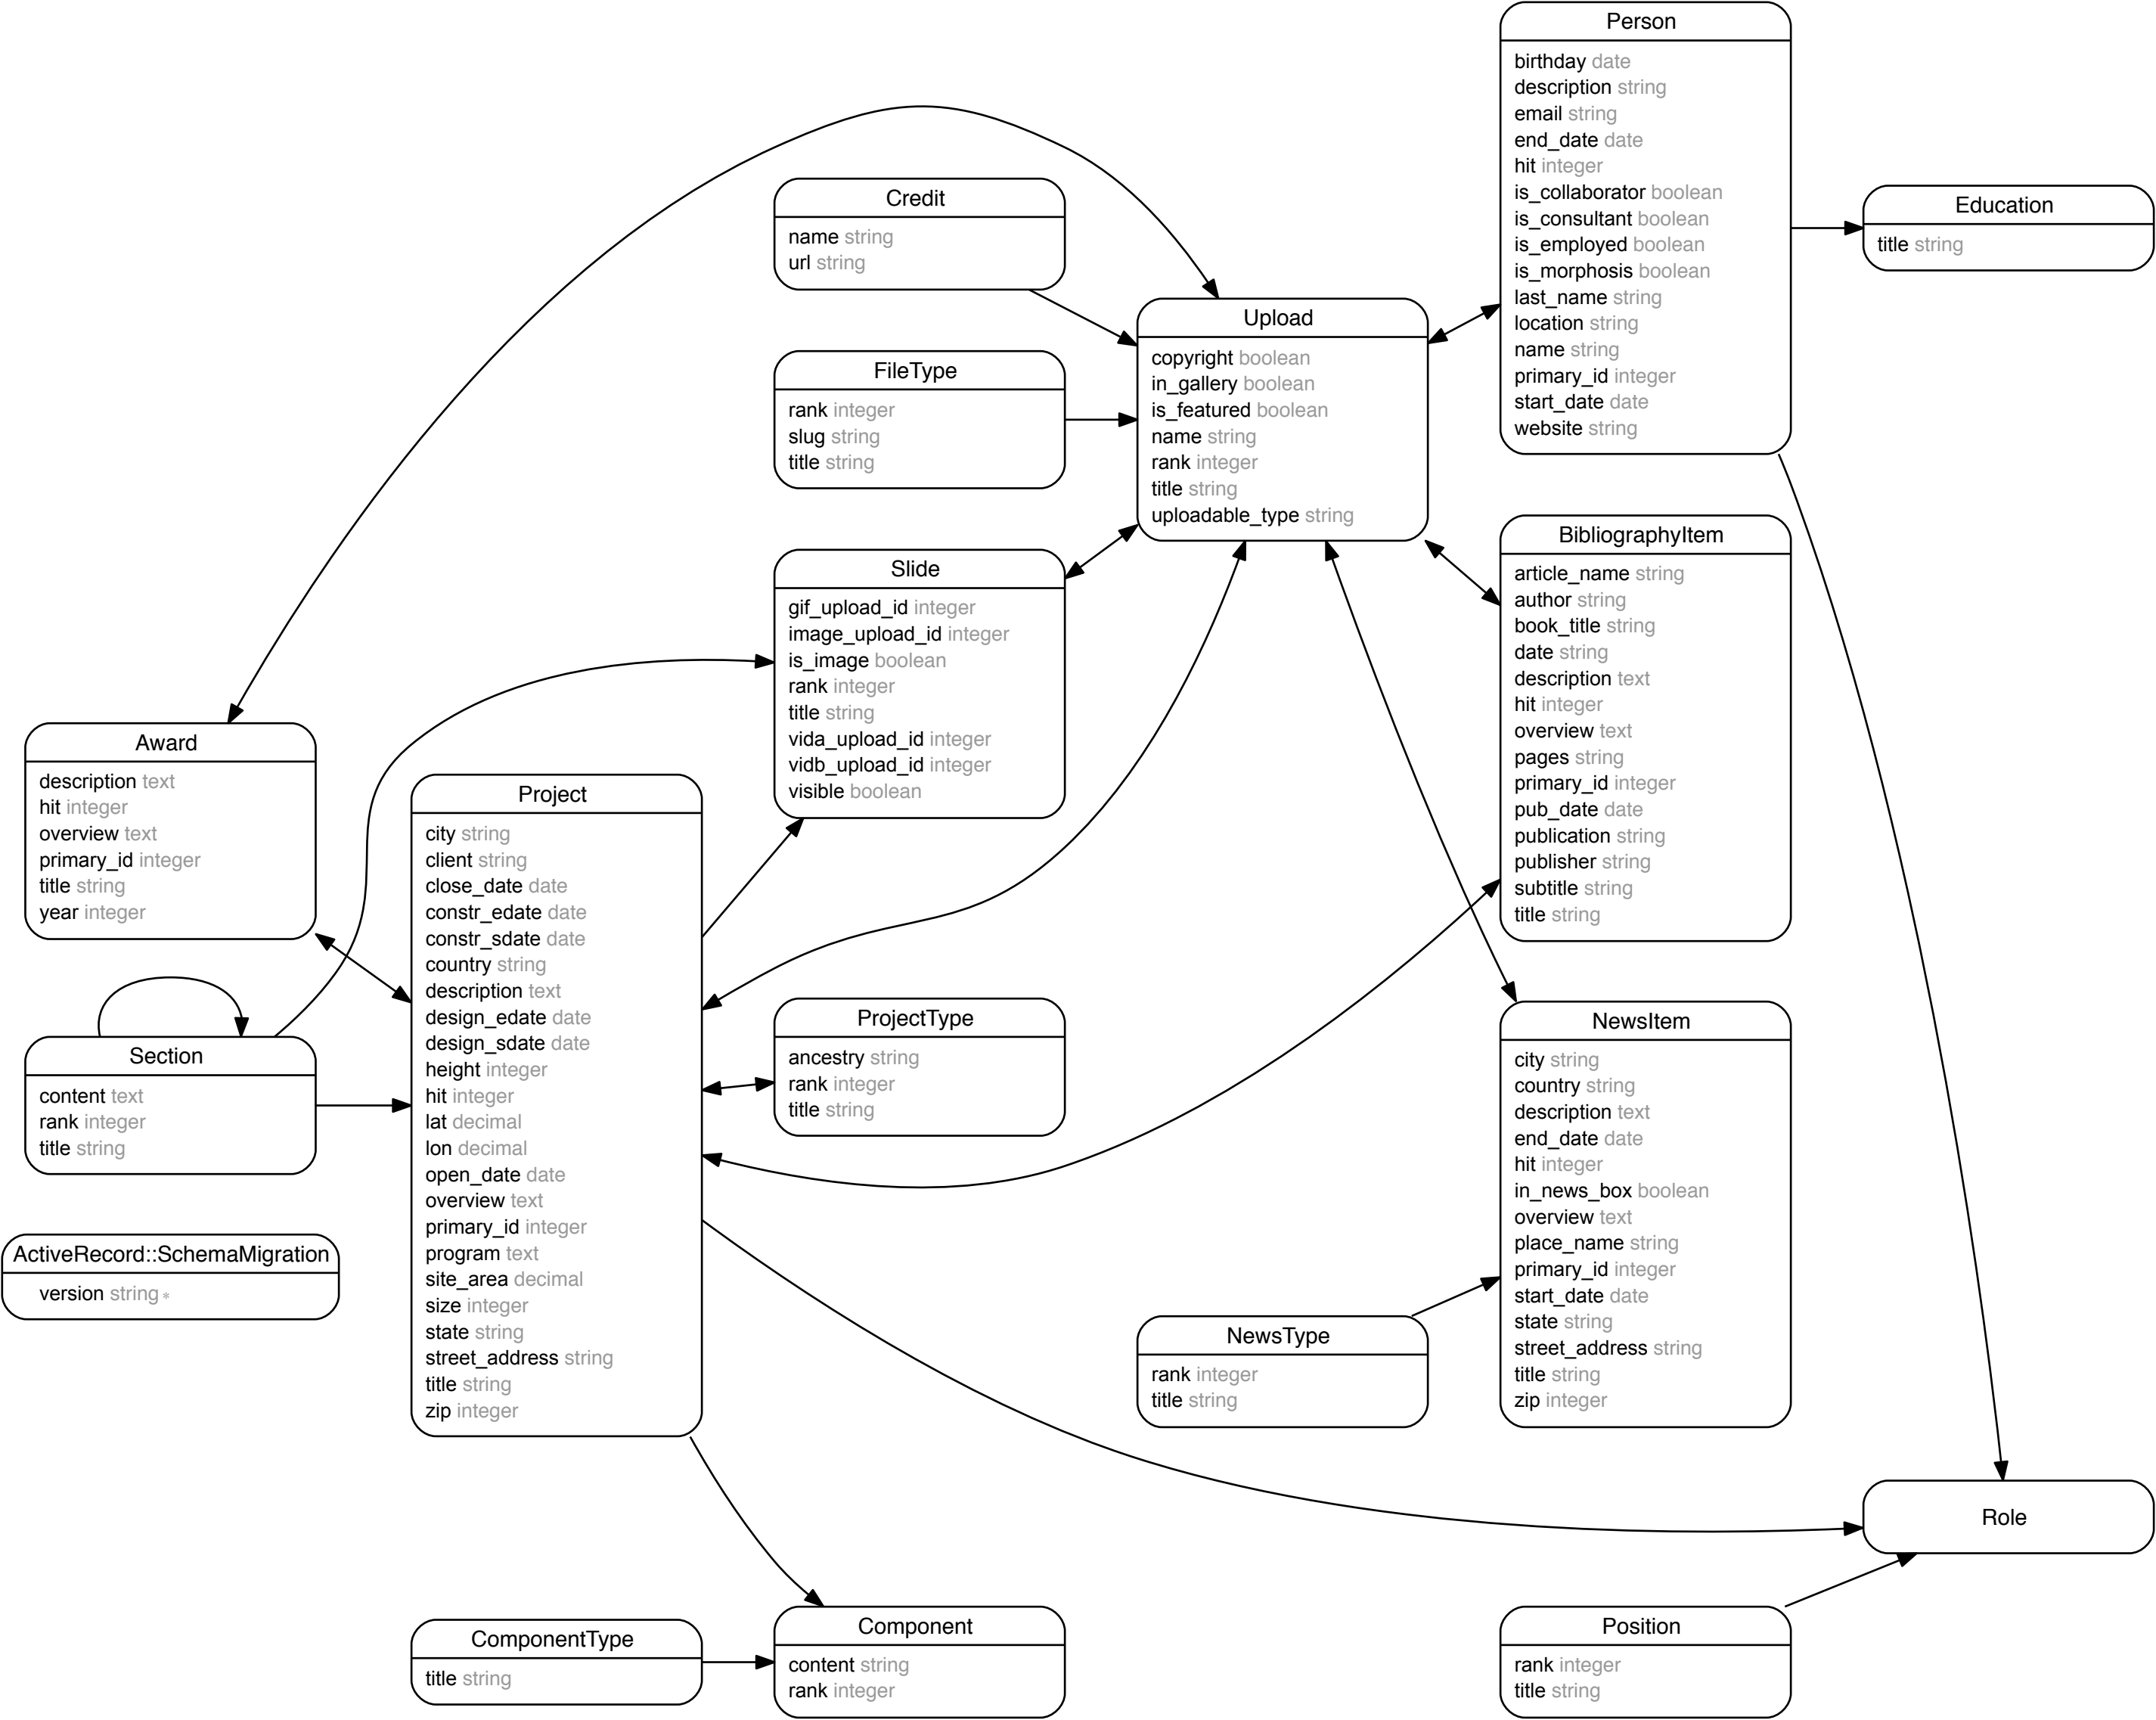 Person
birthday date
description string
email string
end_date date
hit integer
is_collaborator boolean
is_consultant boolean
is_employed boolean
is_morphosis boolean
last_name string
location string
name string
primary_id integer
start_date date
website string
Education
title string
Credit
name string
url string
Upload
copyright boolean
in_gallery boolean
is_featured boolean
name string
rank integer
title string
uploadable_type string
FileType
rank integer
slug string
title string
BibliographyItem
article_name string
author string
book_title string
date string
description text
hit integer
overview text
pages string
primary_id integer
pub_date date
publication string
publisher string
subtitle string
title string
Slide
gif_upload_id integer
image_upload_id integer
is_image boolean
rank integer
title string
vida_upload_id integer
vidb_upload_id integer
visible boolean
Award
description text
hit integer
overview text
primary_id integer
title string
year integer
Project
city string
client string
close_date date
constr_edate date
constr_sdate date
country string
description text
design_edate date
design_sdate date
height integer
hit integer
lat decimal
lon decimal
open_date date
overview text
primary_id integer
program text
site_area decimal
size integer
state string
street_address string
title string
zip integer
ProjectType
ancestry string
rank integer
title string
NewsItem
city string
country string
description text
end_date date
hit integer
in_news_box boolean
overview text
place_name string
primary_id integer
start_date date
state string
street_address string
title string
zip integer
Section
content text
rank integer
title string
ActiveRecord::SchemaMigration
version string *
NewsType
rank integer
title string
Role
ComponentType
title string
Component
content string
rank integer
Position
rank integer
title string